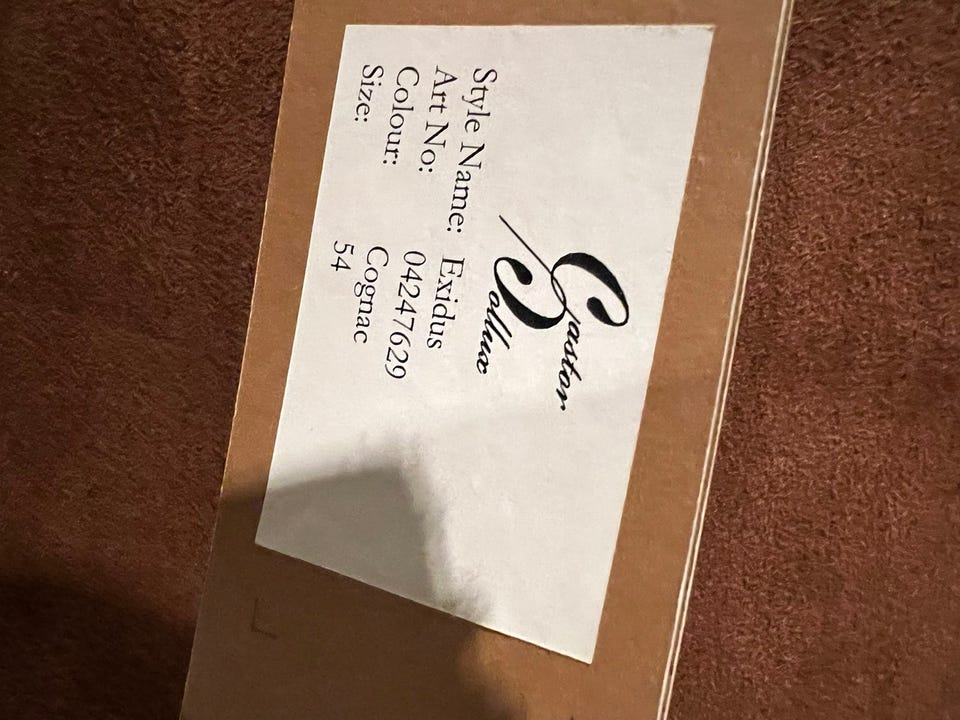 Castor
Pollux
Style Name: Exidus
Art No: 04247629
Colour: Cognac
Size: 54